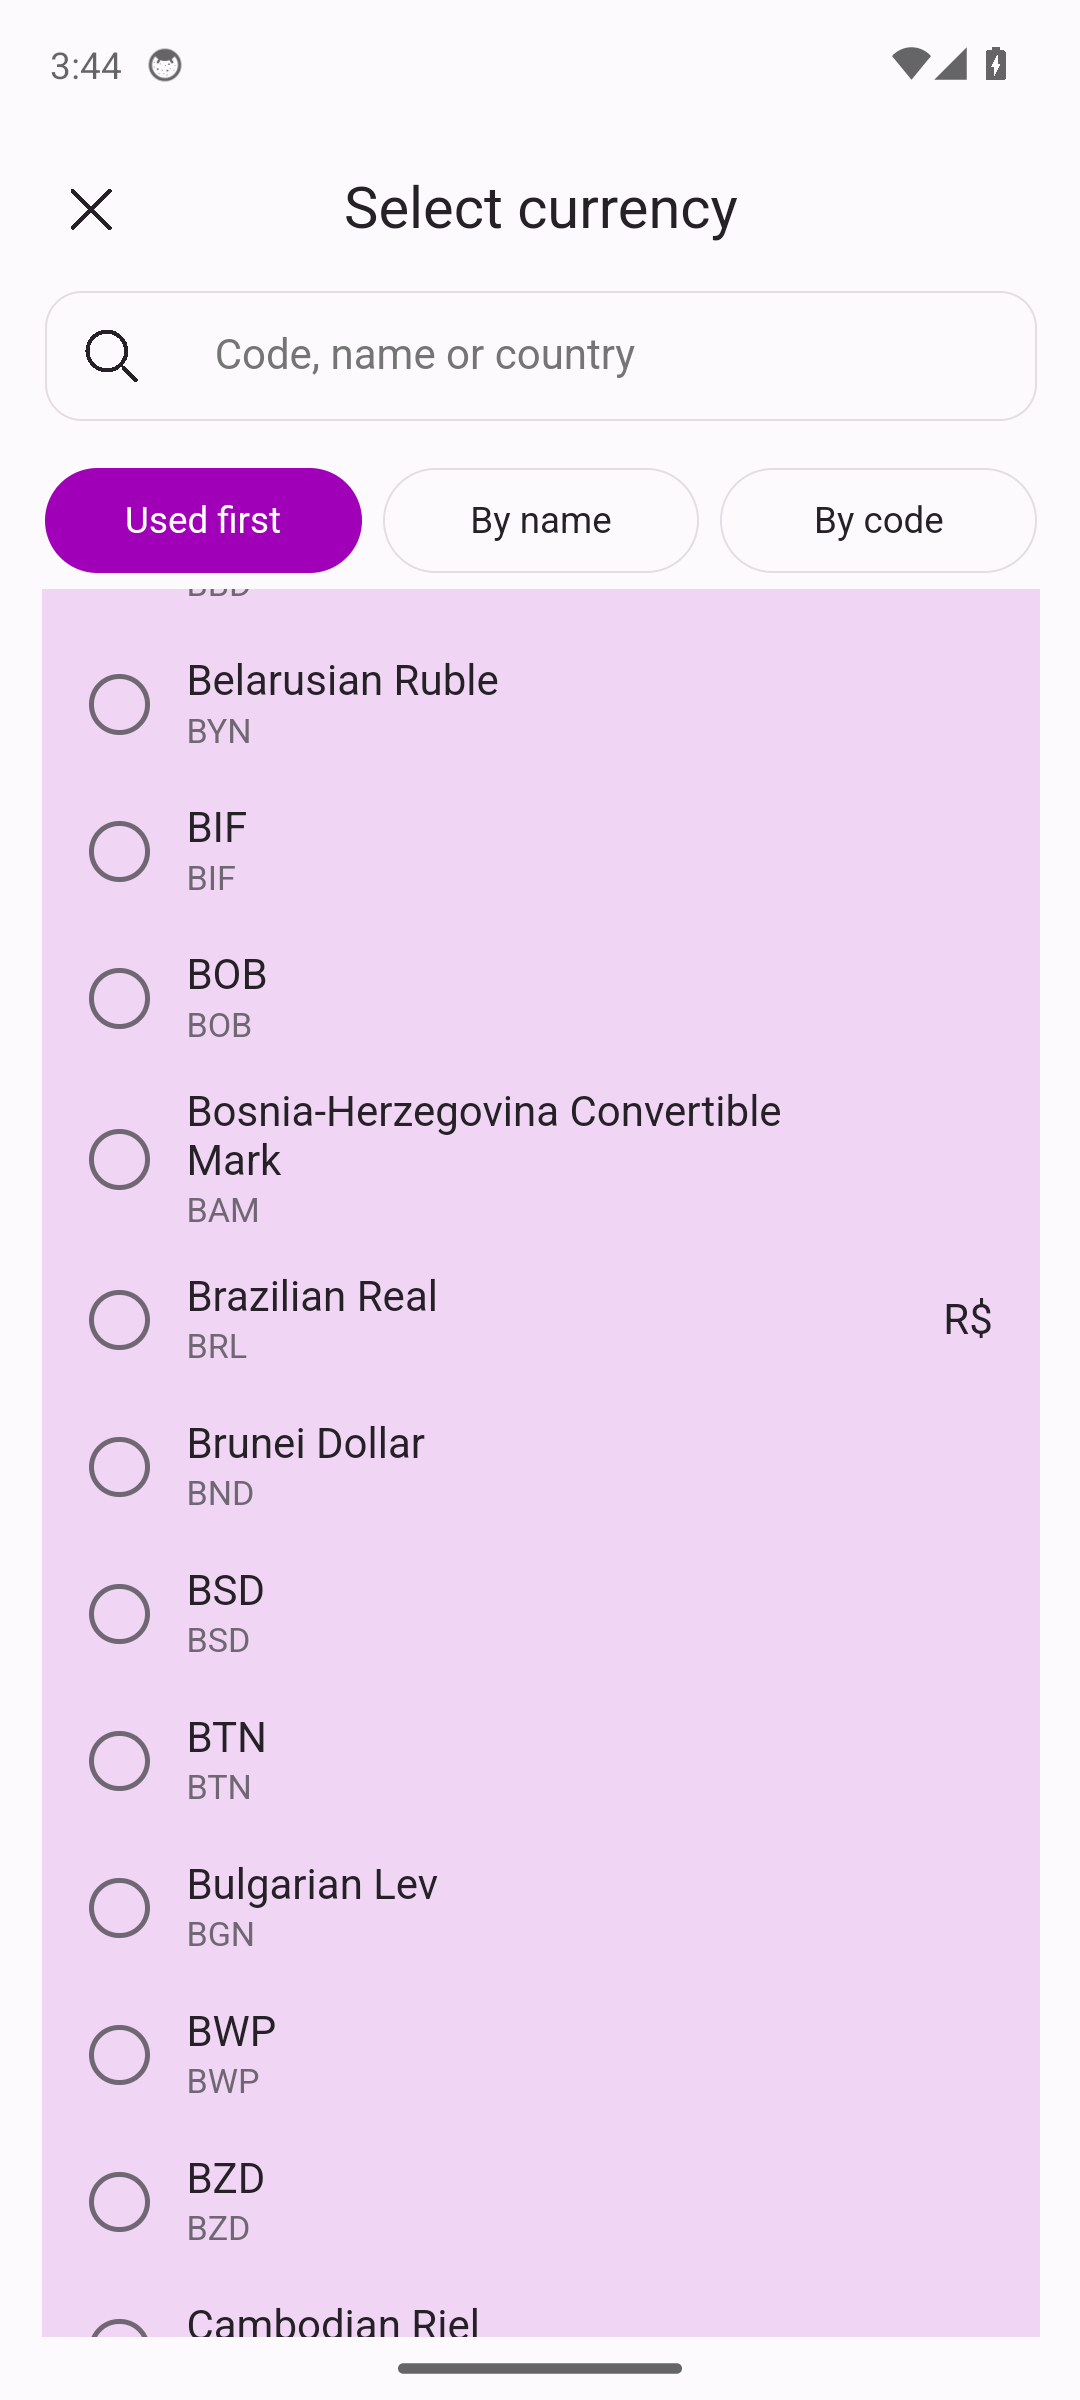 3:44
Select currency
Code, name or country
Used first
By name
By code
BBD
Belarusian Ruble
BYN
BIF
BIF
BOB
BOB
Bosnia-Herzegovina Convertible
Mark
BAM
Brazilian Real
BRL
R$
Brunei Dollar
BND
BSD
BSD
BTN
BTN
Bulgarian Lev
BGN
BWP
BWP
BZD
BZD
Cambodian Riel